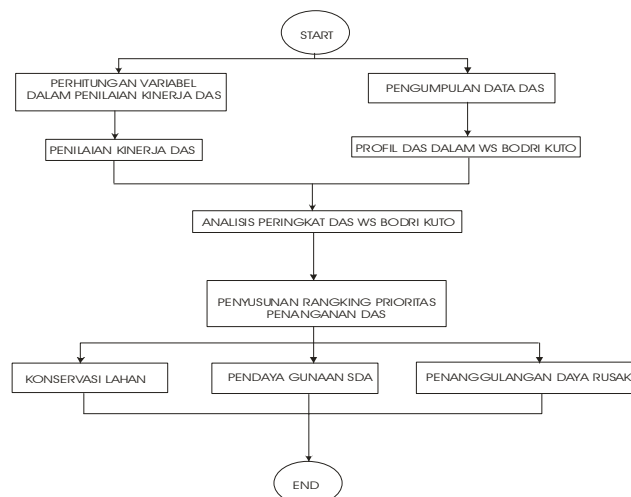 START
PERHITUNGAN VARIABEL
DALAM PENILAIAN KINERJA DAS
PENGUMPULAN DATA DAS
PENILAIAN KINERJA DAS
PROFIL DAS DALAM WS BODRI KUTO
ANALISIS PERINGKAT DAS WS BODRI KUTO
PENYUSUNAN RANGKING PRIORITAS
PENANGANAN DAS
KONSERVASI LAHAN
PENDAYA GUNAAN SDA
PENANGGULANGAN DAYA RUSAK
END